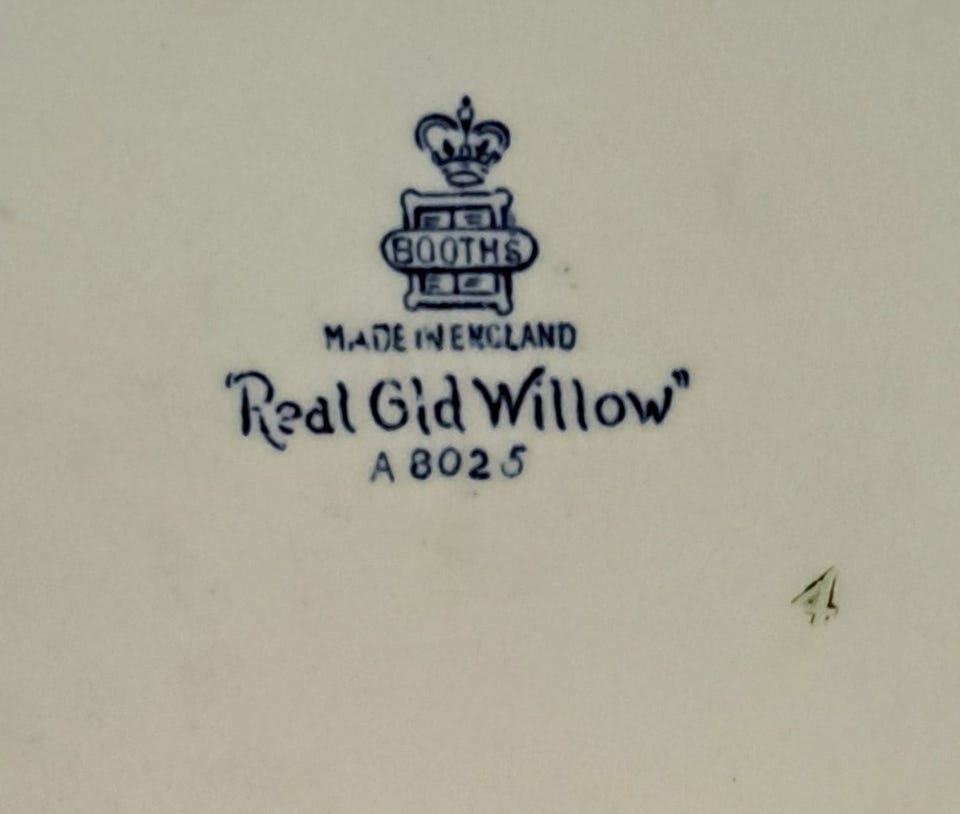 BOOTHS
MADE IN ENGLAND
"Real Old Willow"
A 8025
4